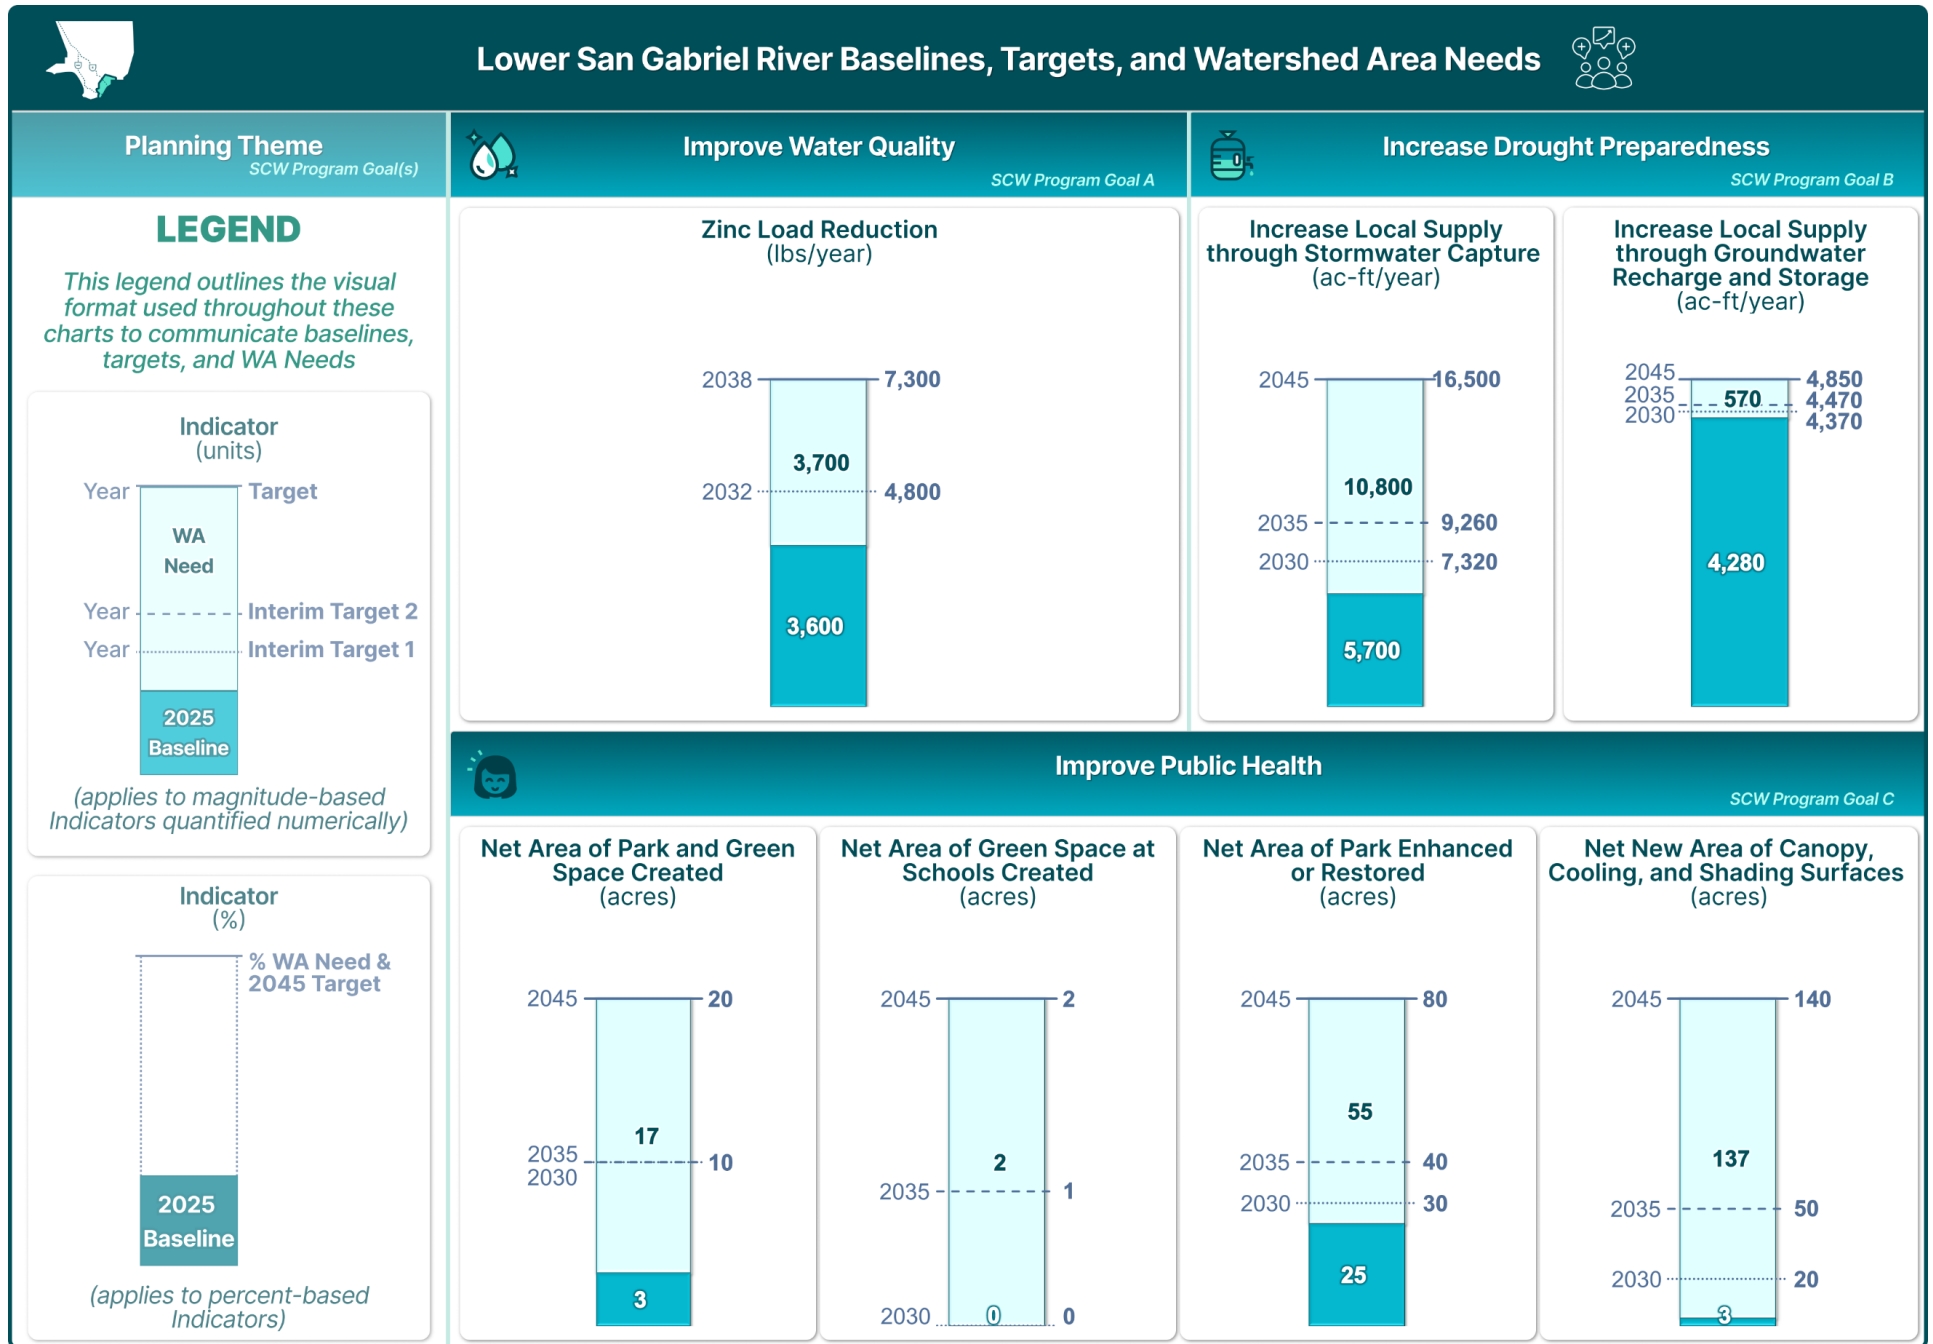 Lower San Gabriel River Baselines, Targets, and Watershed Area Needs
Planning Theme
SCW Program Goal(s)
LEGEND
This legend outlines the visual
format used throughout these
charts to communicate baselines,
targets, and WA Needs
Indicator
(units)
Year
Target
WA
Need
Year
Interim Target 2
Year
Interim Target 1
2025
Baseline
(applies to magnitude-based
Indicators quantified numerically)
Indicator
(%)
% WA Need &
2045 Target
2025
Baseline
(applies to percent-based
Indicators)
Improve Water Quality
SCW Program Goal A
Zinc Load Reduction
(lbs/year)
2038
7,300
3,700
2032
4,800
3,600
Increase Drought Preparedness
SCW Program Goal B
Increase Local Supply
through Stormwater Capture
(ac-ft/year)
2045
16,500
10,800
2035
9,260
2030
7,320
5,700
Increase Local Supply
through Groundwater
Recharge and Storage
(ac-ft/year)
2045
4,850
2035
570
4,470
2030
4,370
4,280
Improve Public Health
SCW Program Goal C
Net Area of Park and Green
Space Created
(acres)
2045
20
17
2035
10
2030
3
Net Area of Green Space at
Schools Created
(acres)
2045
2
2
2035
1
2030
0
0
Net Area of Park Enhanced
or Restored
(acres)
2045
80
55
2035
40
2030
30
25
Net New Area of Canopy,
Cooling, and Shading Surfaces
(acres)
2045
140
137
2035
50
2030
20
3